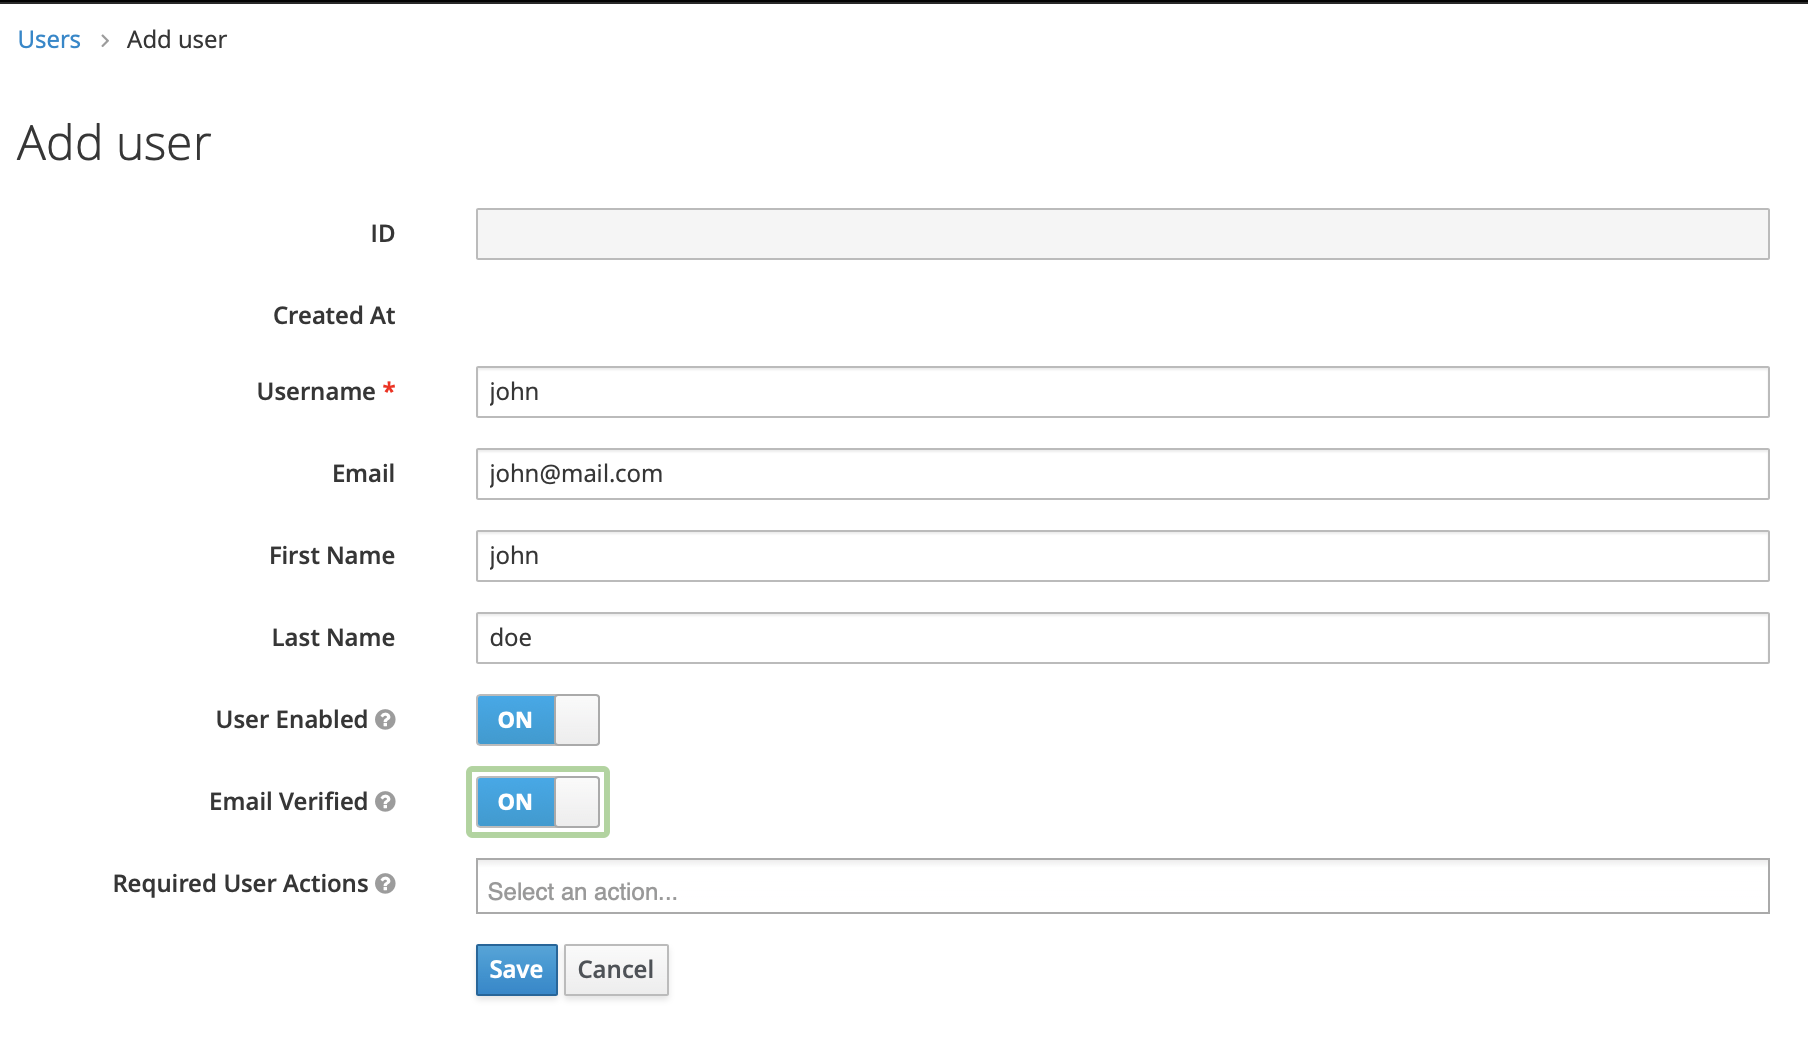 Users > Add user
Add user
ID
Created At
Username * john
Email john@mail.com
First Name john
Last Name doe
User Enabled ? ON
Email Verified ? ON
Required User Actions ? Select an action...
Save Cancel